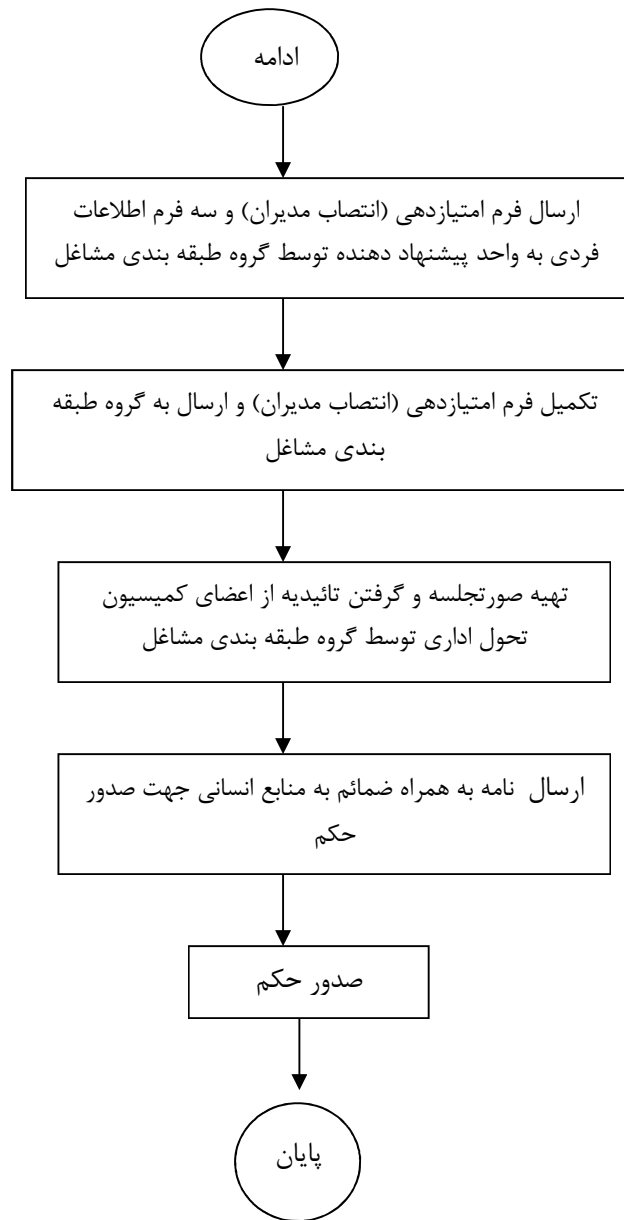 ادامه
ارسال فرم امتیازدهی (انتصاب مدیران) و سه فرم اطلاعات
فردی به واحد پیشنهاد دهنده توسط گروه طبقه بندی مشاغل
تکمیل فرم امتیازدهی (انتصاب مدیران) و ارسال به گروه طبقه
بندی مشاغل
تهیه صورتجلسه و گرفتن تائیدیه از اعضای کمیسیون
تحول اداری توسط گروه طبقه بندی مشاغل
ارسال نامه به همراه ضمائم به منابع انسانی جهت صدور
حکم
صدور حکم
پایان